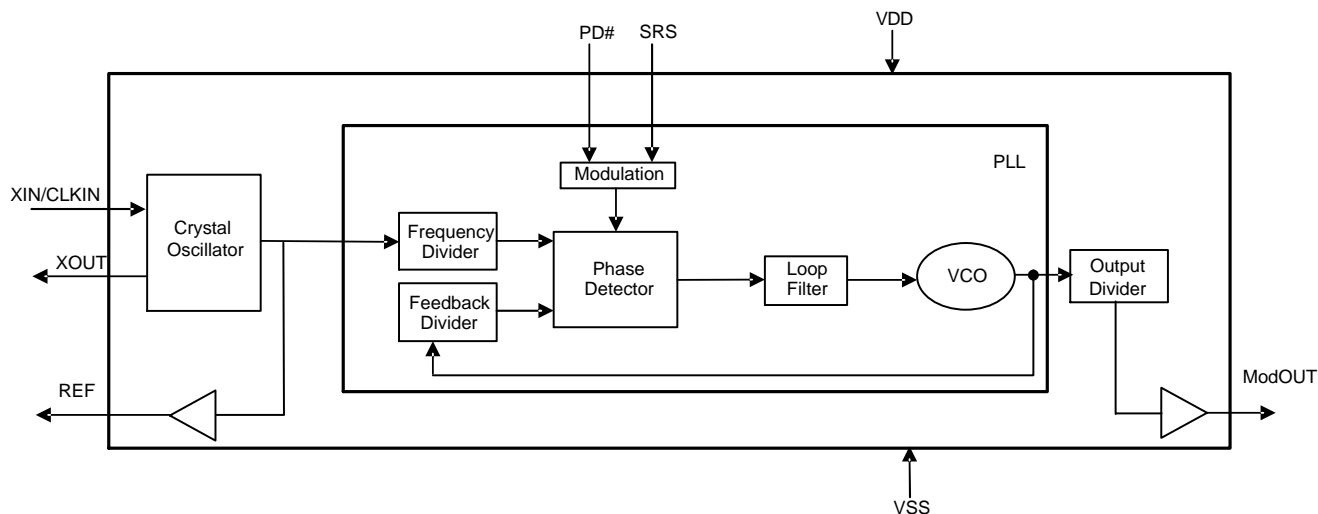 PD#
SRS
VDD
PLL
Modulation
XIN/CLKIN
Crystal
Oscillator
Frequency
Divider
XOUT
Phase
Detector
Loop
Filter
VCO
Output
Divider
Feedback
Divider
REF
ModOUT
VSS